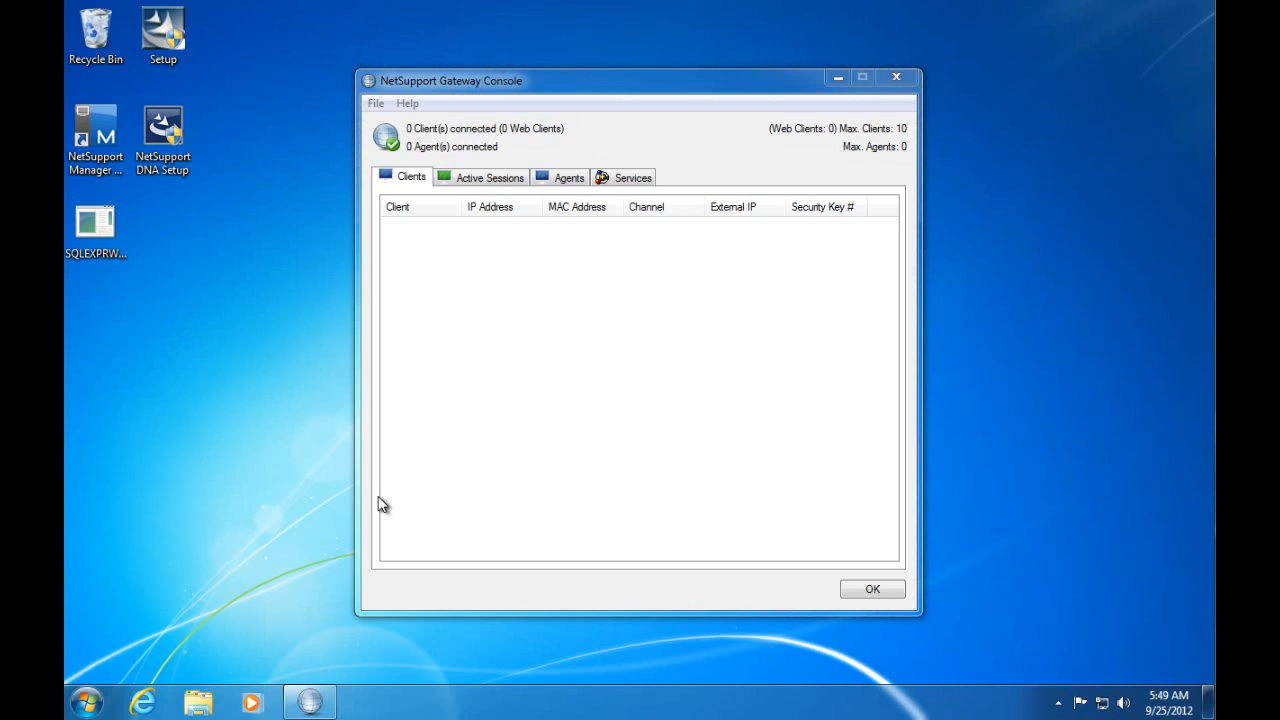 Recycle Bin
Setup
NetSupport Manager ...
NetSupport DNA Setup
SQLEXPRW...
NetSupport Gateway Console
File Help
0 Client(s) connected (0 Web Clients)
(Web Clients: 0) Max. Clients: 10
0 Agent(s) connected
Max. Agents: 0
Clients Active Sessions Agents Services
Client IP Address MAC Address Channel External IP Security Key #
OK
5:49 AM
9/25/2012